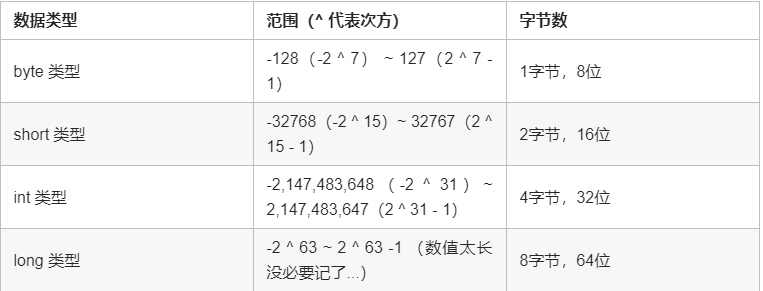 数据类型
范围（^ 代表次方）
字节数
byte 类型
-128（-2 ^ 7） ~ 127（2 ^ 7 -
1）
1字节，8位
short 类型
-32768（-2 ^ 15）~ 32767（2 ^
15 - 1）
2字节，16位
int 类型
-2,147,483,648 （ -2 ^ 31 ） ~
2,147,483,647（2 ^ 31 - 1）
4字节，32位
long 类型
-2 ^ 63 ~ 2 ^ 63 -1 （数值太长
没必要记了...）
8字节，64位